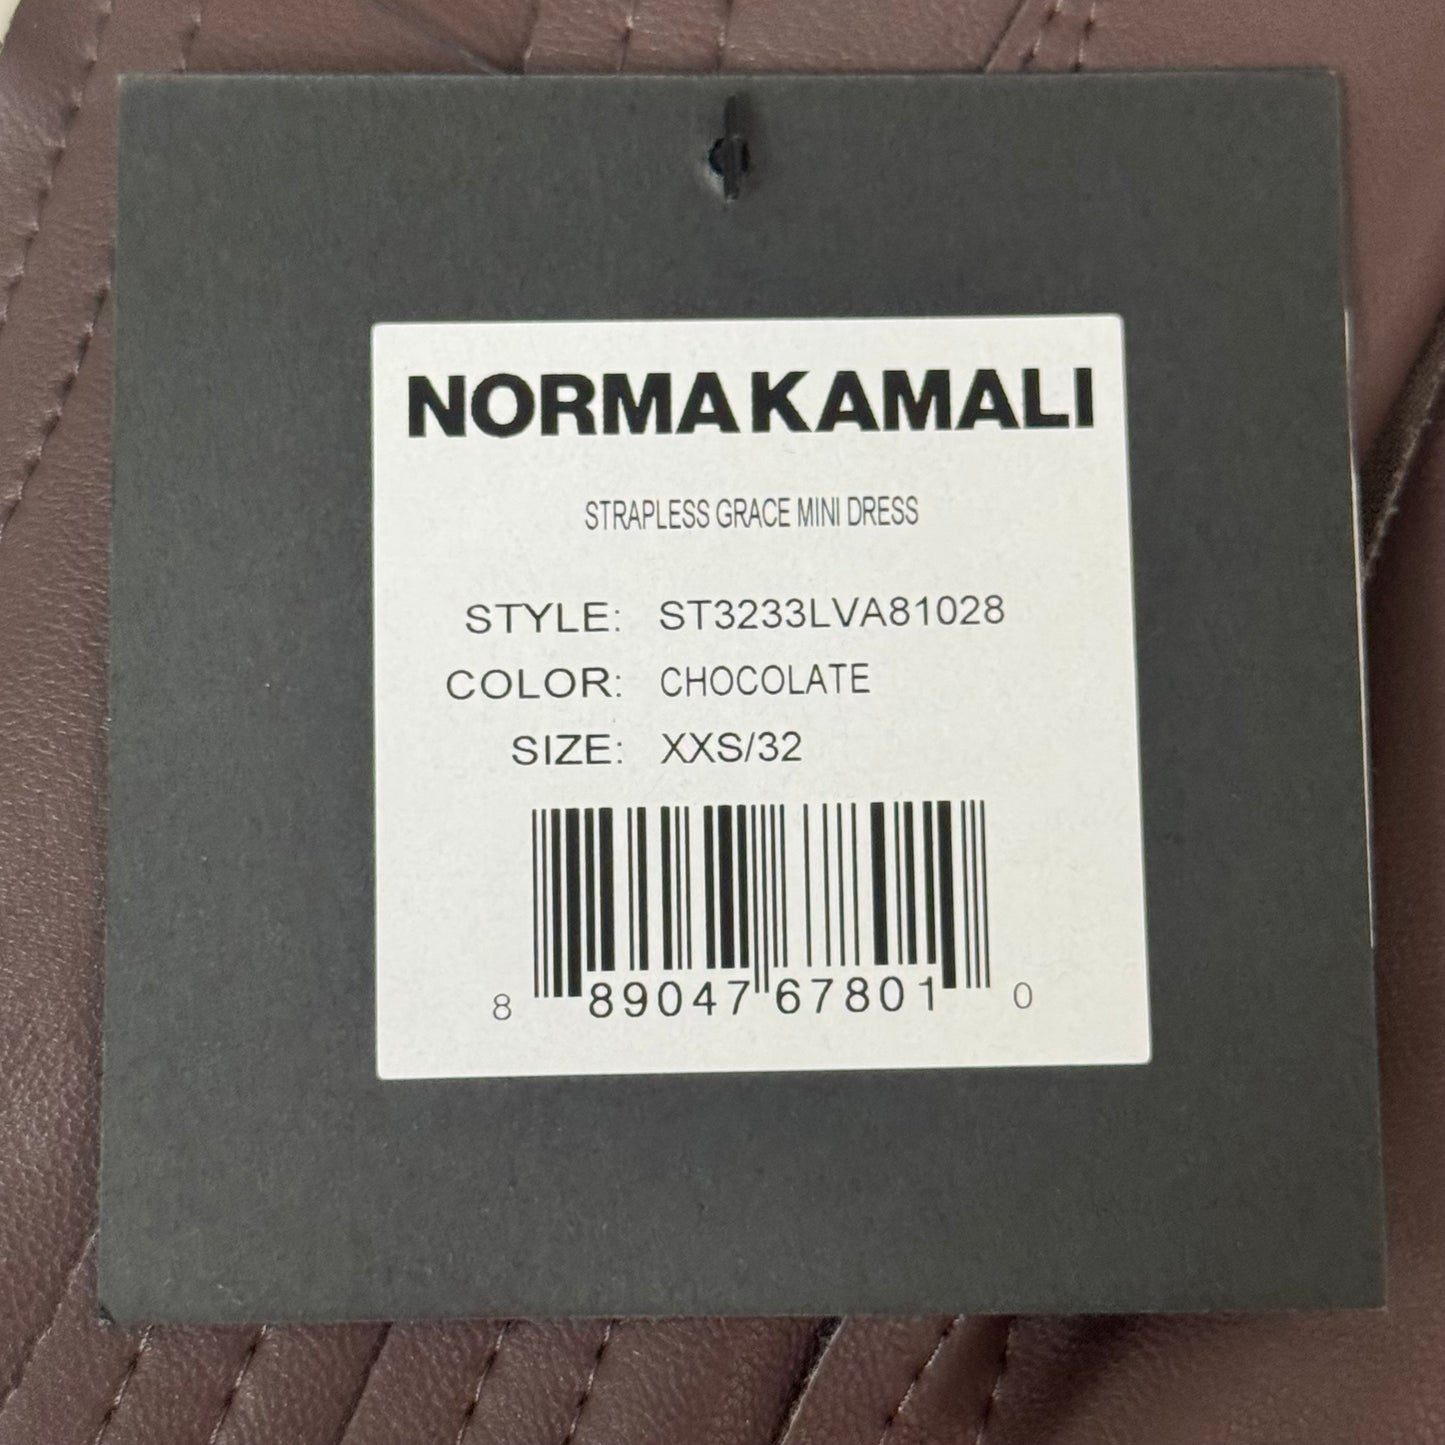 NORMA KAMALI
STRAPLESS GRACE MINI DRESS
STYLE: ST3233LVA81028
COLOR: CHOCOLATE
SIZE: XXS/32
8 89047 67801 0